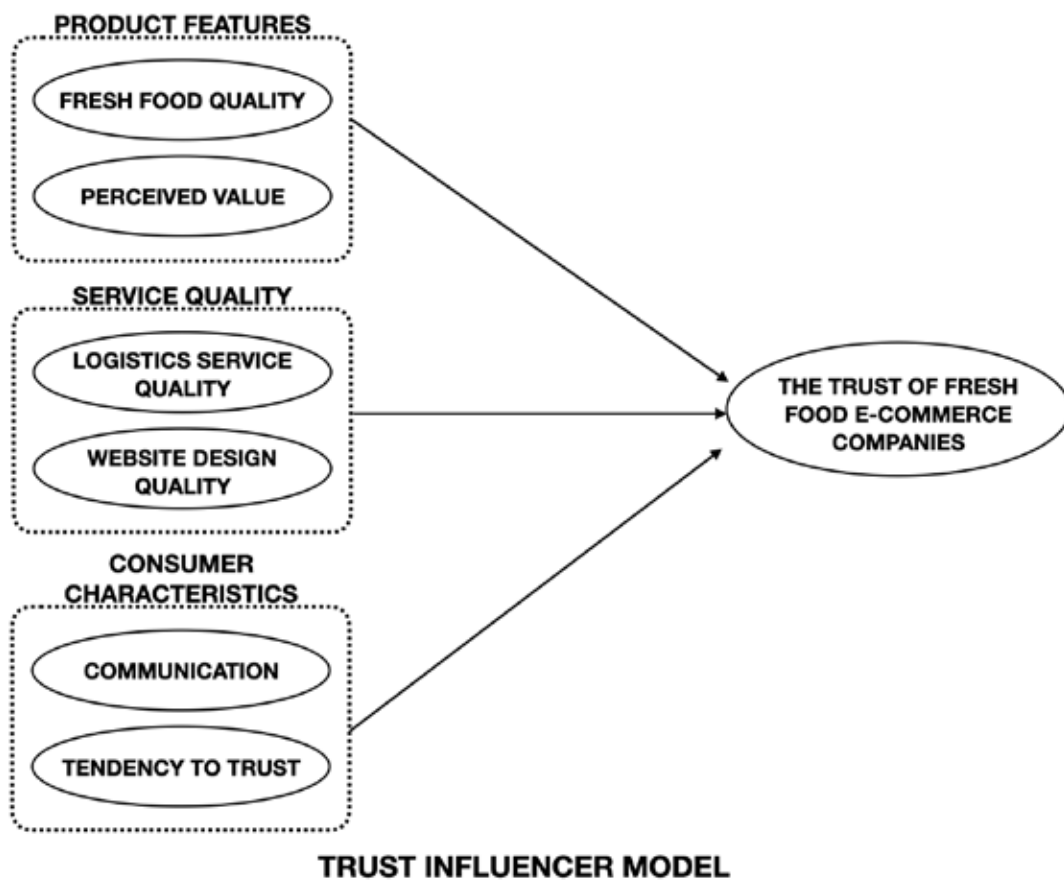 PRODUCT FEATURES
FRESH FOOD QUALITY
PERCEIVED VALUE
SERVICE QUALITY
LOGISTICS SERVICE
QUALITY
WEBSITE DESIGN
QUALITY
CONSUMER
CHARACTERISTICS
COMMUNICATION
TENDENCY TO TRUST
THE TRUST OF FRESH
FOOD E-COMMERCE
COMPANIES
TRUST INFLUENCER MODEL